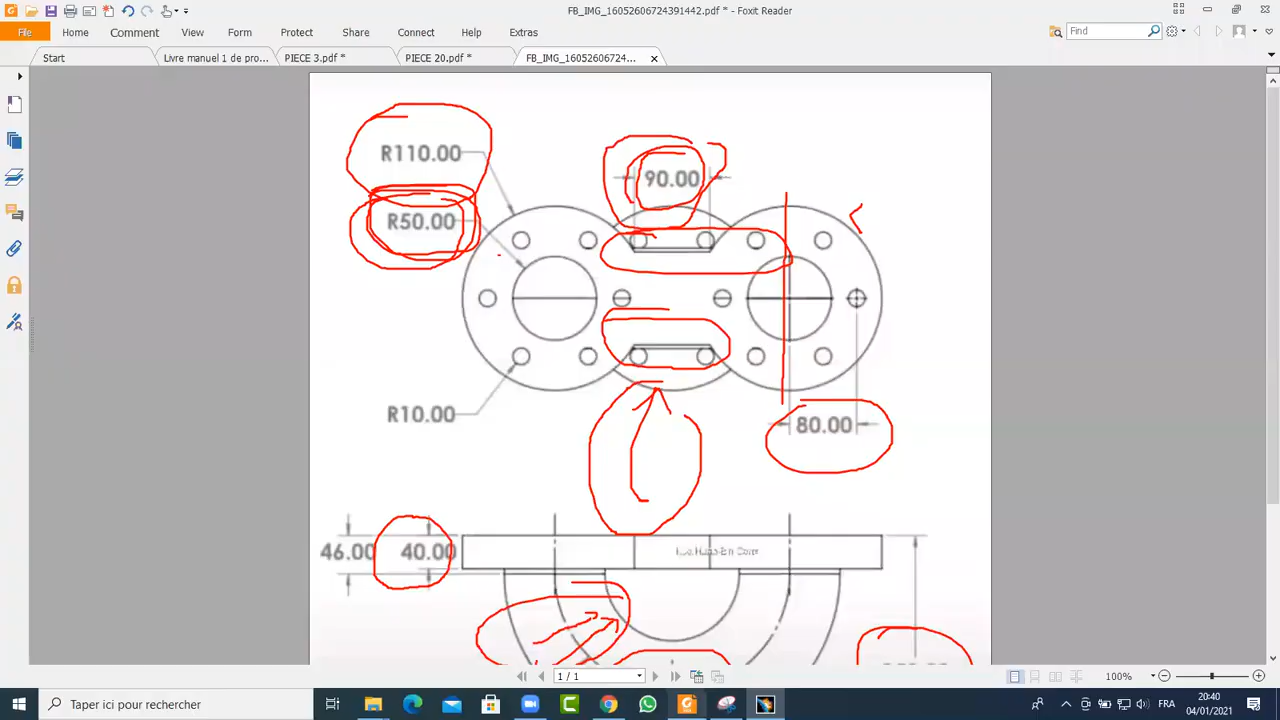 FB_IMG_16052606724391442.pdf * - Foxit Reader
File Home Comment View Form Protect Share Connect Help Extras
Find
Start Livre manuel 1 de pro... PIECE 3.pdf * PIECE 20.pdf * FB_IMG_16052606724...
R110.00
90.00
R50.00
R10.00
80.00
46.00 40.00
1 / 1
100%
Taper ici pour rechercher
FRA
20:40
04/01/2021